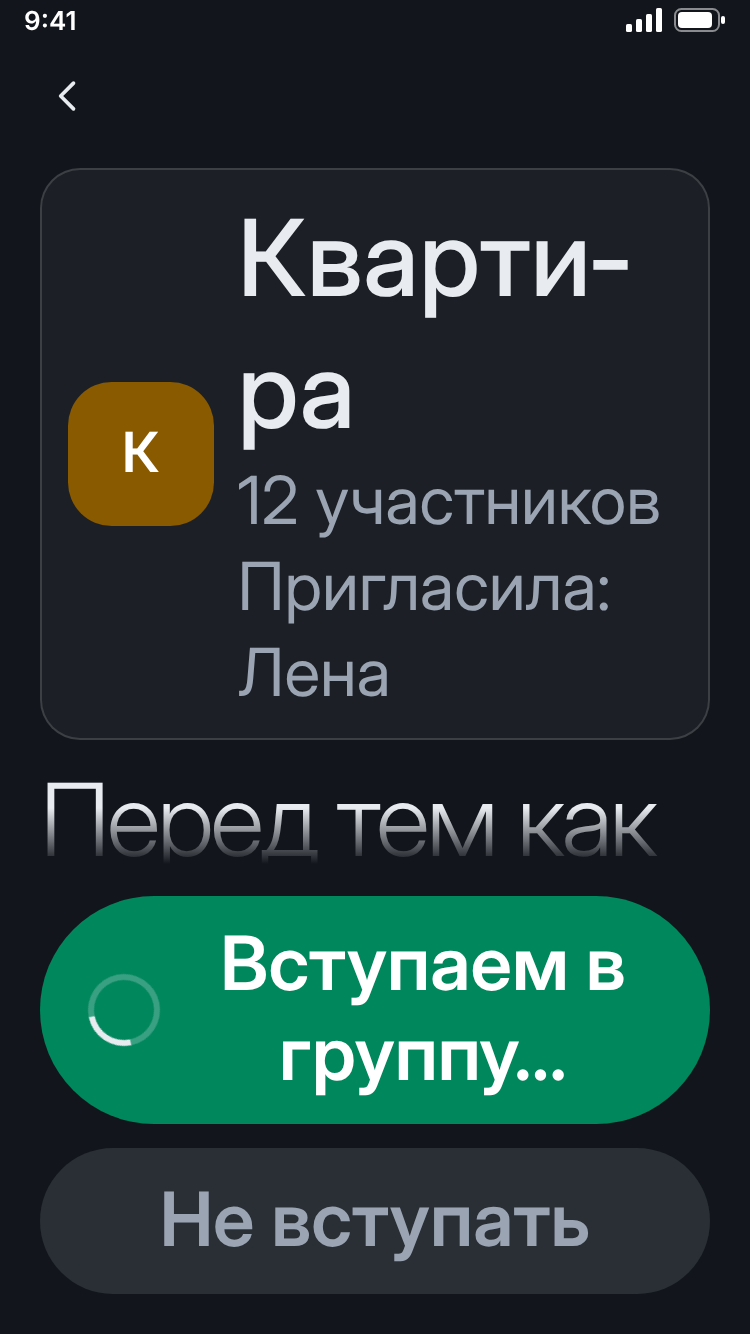 9:41
Кварти-
ра
К
12 участников
Пригласила:
Лена
Перед тем как
Вступаем в
группу...
Не вступать